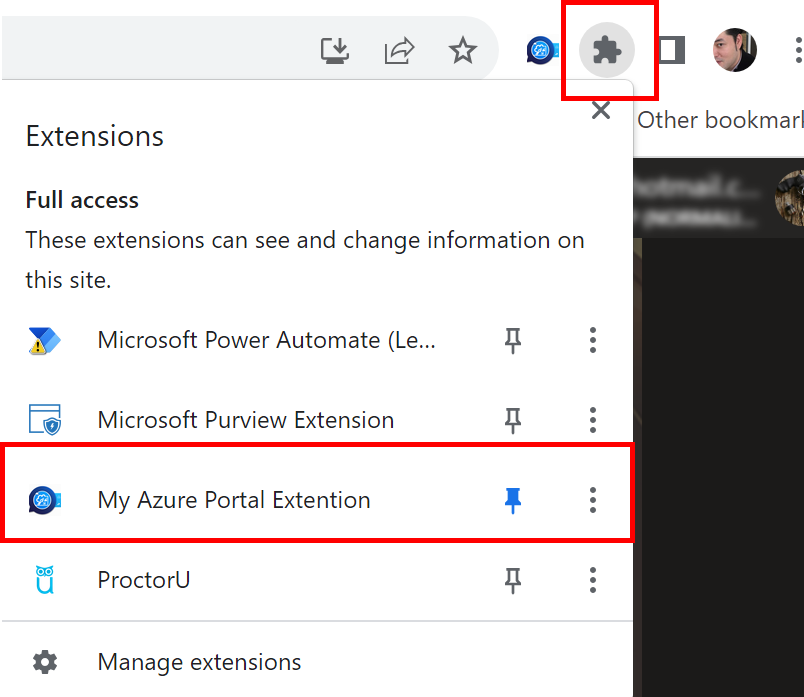 Other bookmark
Extensions
Full access
These extensions can see and change information on
this site.
Microsoft Power Automate (Le...
Microsoft Purview Extension
My Azure Portal Extention
ProctorU
Manage extensions